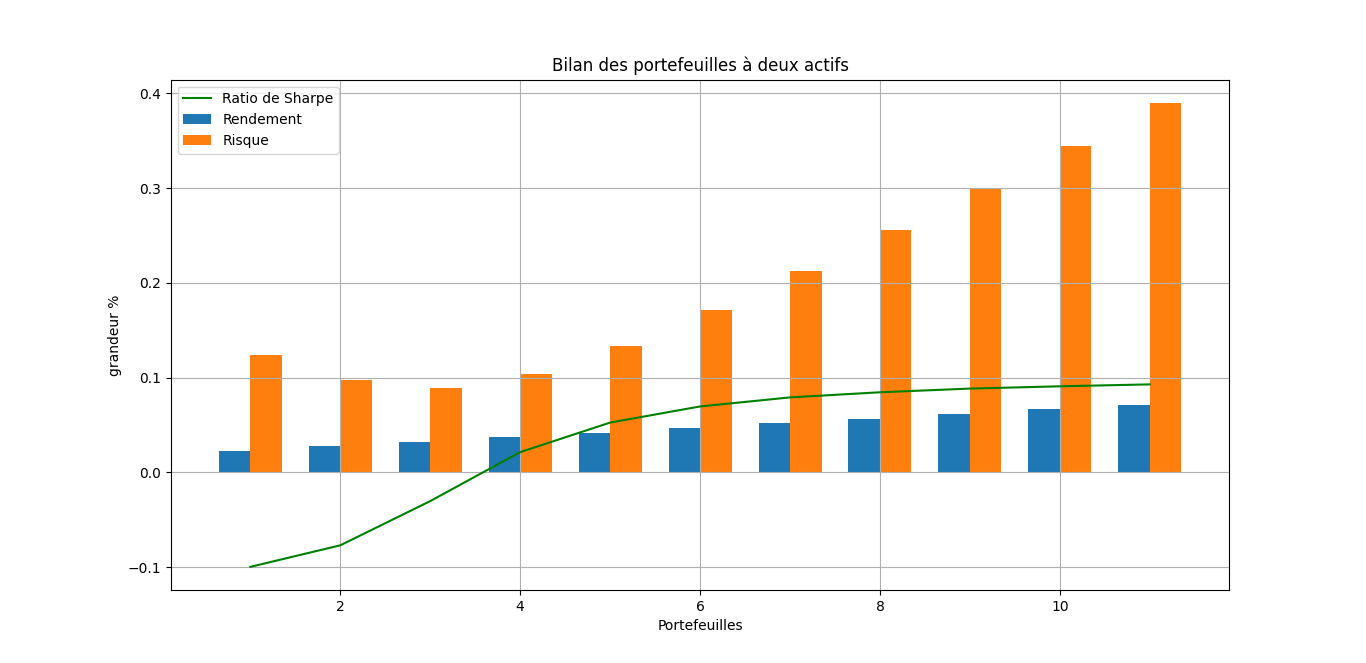 Bilan des portefeuilles à deux actifs
Ratio de Sharpe
Rendement
Risque
grandeur %
0.4
0.3
0.2
0.1
0.0
−0.1
2 4 6 8 10
Portefeuilles